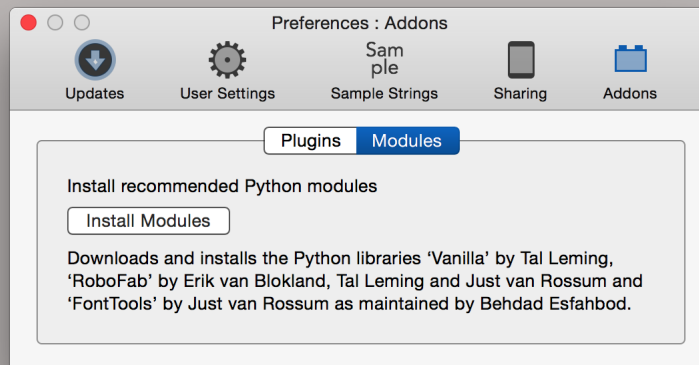 Preferences : Addons
Sam
ple
Updates
User Settings
Sample Strings
Sharing
Addons
Plugins
Modules
Install recommended Python modules
Install Modules
Downloads and installs the Python libraries ‘Vanilla’ by Tal Leming,
‘RoboFab’ by Erik van Blokland, Tal Leming and Just van Rossum and
‘FontTools’ by Just van Rossum as maintained by Behdad Esfahbod.